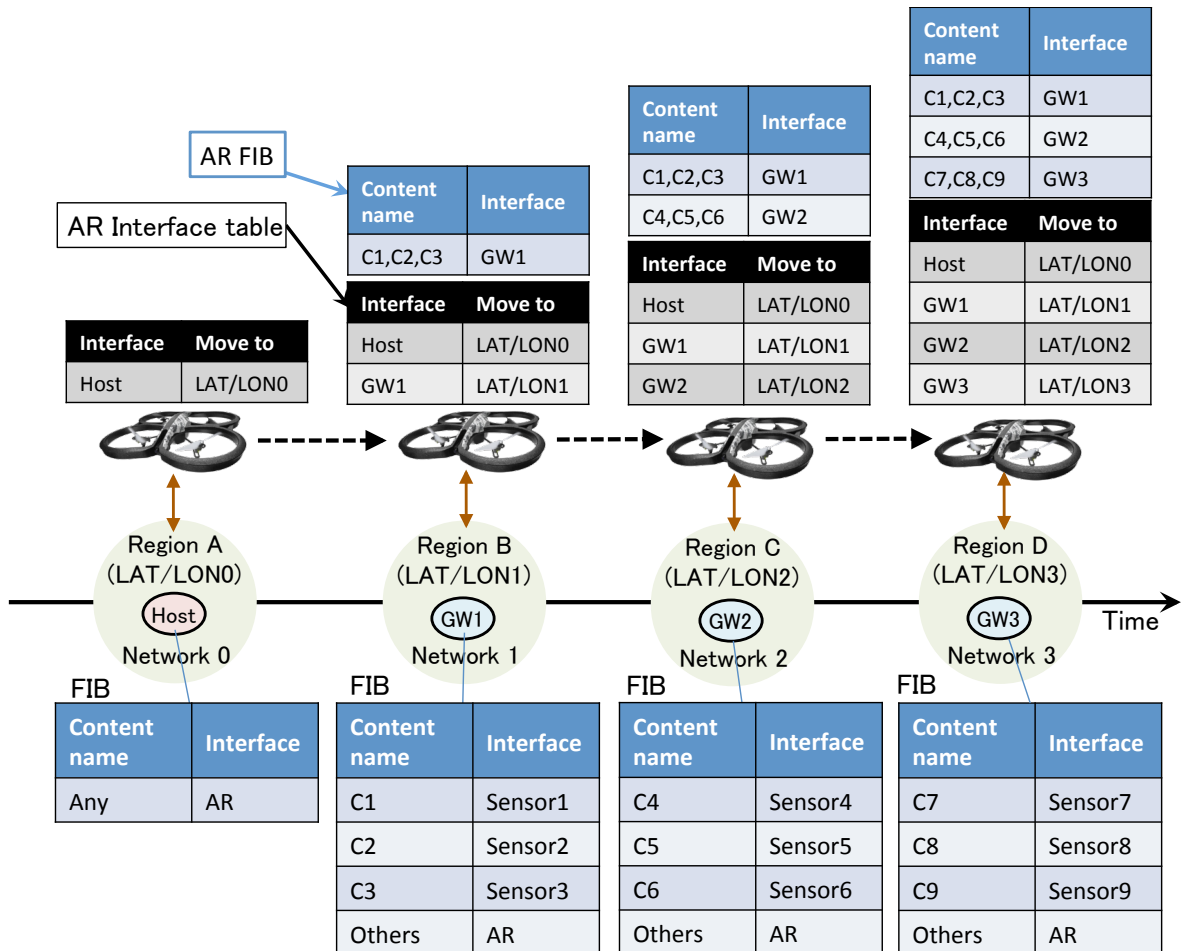 AR FIB
AR Interface table
Interface Move to
Host LAT/LON0
Content name Interface
C1,C2,C3 GW1
Interface Move to
Host LAT/LON0
GW1 LAT/LON1
Content name Interface
C1,C2,C3 GW1
C4,C5,C6 GW2
Interface Move to
Host LAT/LON0
GW1 LAT/LON1
GW2 LAT/LON2
Content name Interface
C1,C2,C3 GW1
C4,C5,C6 GW2
C7,C8,C9 GW3
Interface Move to
Host LAT/LON0
GW1 LAT/LON1
GW2 LAT/LON2
GW3 LAT/LON3
Region A
(LAT/LON0)
Host
Network 0
Region B
(LAT/LON1)
GW1
Network 1
Region C
(LAT/LON2)
GW2
Network 2
Region D
(LAT/LON3)
GW3
Network 3
Time
FIB
Content name Interface
Any AR
FIB
Content name Interface
C1 Sensor1
C2 Sensor2
C3 Sensor3
Others AR
FIB
Content name Interface
C4 Sensor4
C5 Sensor5
C6 Sensor6
Others AR
FIB
Content name Interface
C7 Sensor7
C8 Sensor8
C9 Sensor9
Others AR